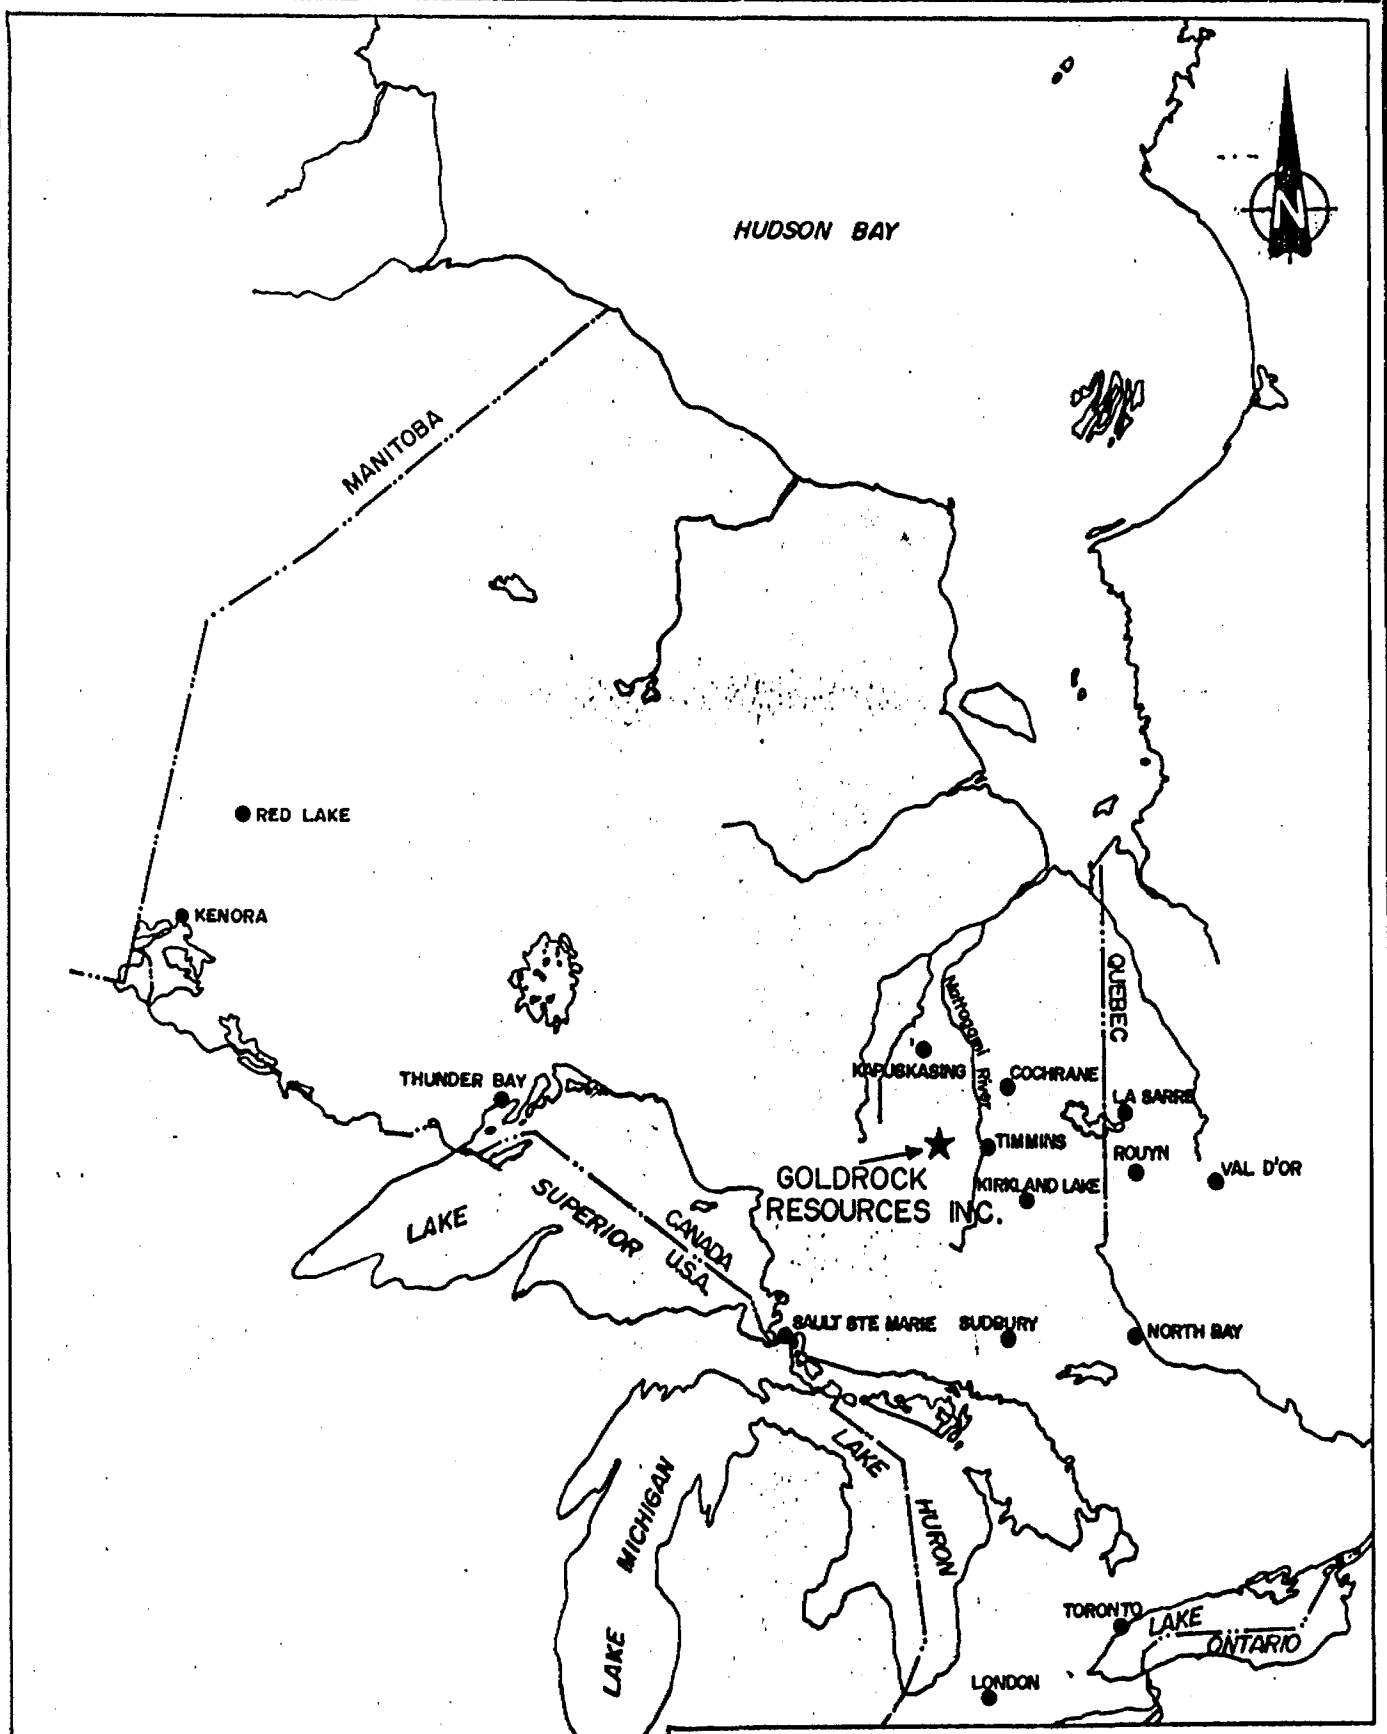 HUDSON BAY
N
MANITOBA
RED LAKE
KENORA
QUEBEC
Mattagami River
KAPUSKASING
COCHRANE
THUNDER BAY
LA SARRE
TIMMINS
ROUYN
VAL D'OR
GOLDROCK
RESOURCES INC.
KIRKLAND LAKE
LAKE SUPERIOR
CANADA
U.S.A.
SAULT STE MARIE
SUDBURY
NORTH BAY
LAKE HURON
LAKE MICHIGAN
TORONTO
LAKE
ONTARIO
LONDON